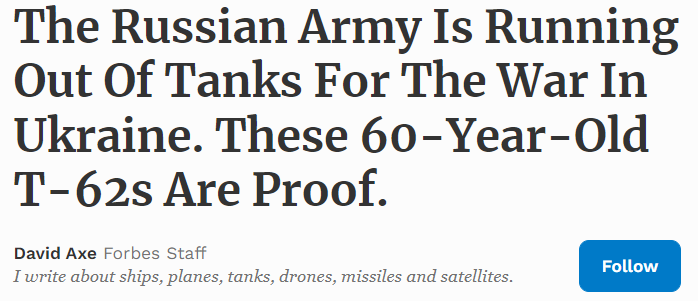 The Russian Army Is Running
Out Of Tanks For The War In
Ukraine. These 60-Year-Old
T-62s Are Proof.
David Axe Forbes Staff
I write about ships, planes, tanks, drones, missiles and satellites.
Follow